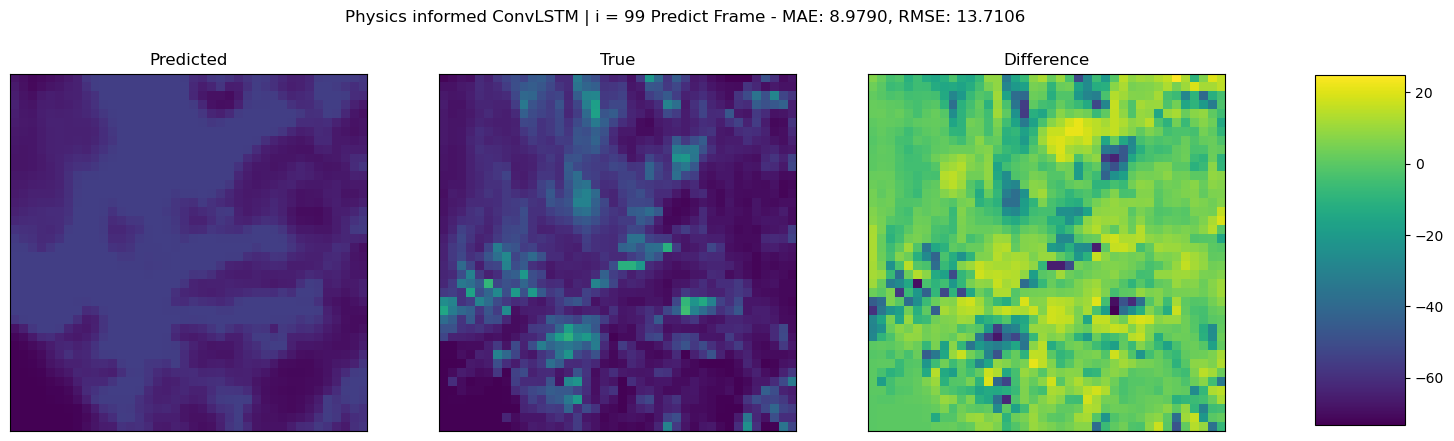 Physics informed ConvLSTM | i = 99 Predict Frame - MAE: 8.9790, RMSE: 13.7106
Predicted
True
Difference
20
0
−20
−40
−60